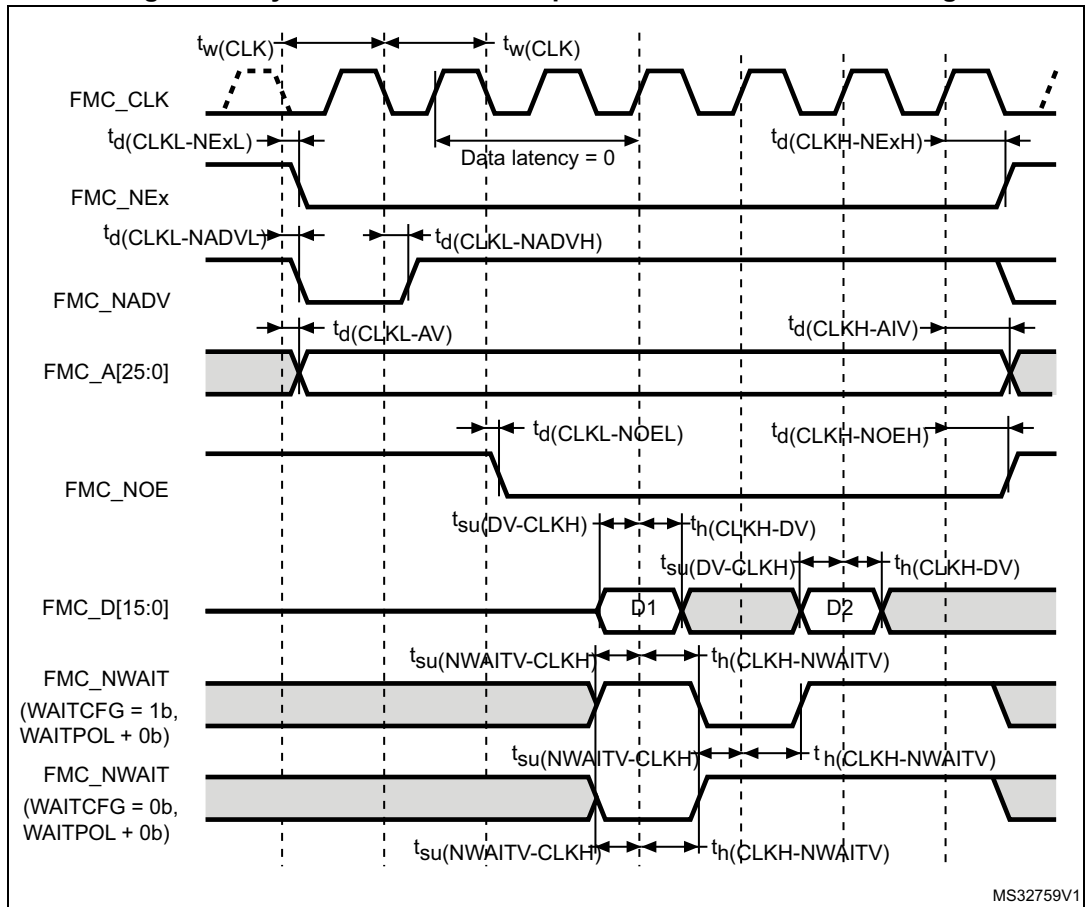 tw(CLK)
tw(CLK)
FMC_CLK
td(CLKL-NExL)
Data latency = 0
td(CLKH-NExH)
FMC_NEx
td(CLKL-NADVL)
td(CLKL-NADVH)
FMC_NADV
td(CLKL-AV)
td(CLKH-AIV)
FMC_A[25:0]
td(CLKL-NOEL)
td(CLKH-NOEH)
FMC_NOE
tsu(DV-CLKH)
th(CLKH-DV)
tsu(DV-CLKH)
th(CLKH-DV)
FMC_D[15:0]
D1
D2
tsu(NWAITV-CLKH)
th(CLKH-NWAITV)
FMC_NWAIT
(WAITCFG = 1b,
WAITPOL + 0b)
tsu(NWAITV-CLKH)
t h(CLKH-NWAITV)
FMC_NWAIT
(WAITCFG = 0b,
WAITPOL + 0b)
tsu(NWAITV-CLKH)
th(CLKH-NWAITV)
MS32759V1